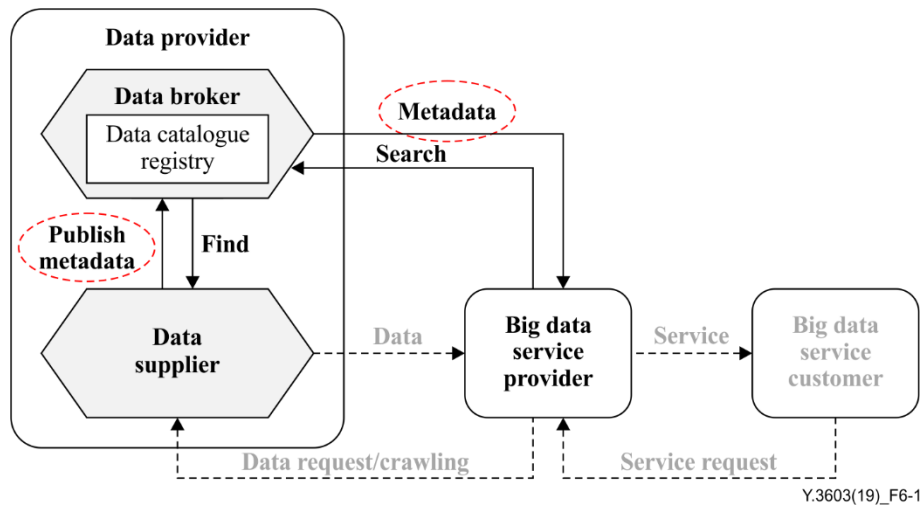 Data provider
Data broker
Data catalogue
registry
Metadata
Search
Publish
metadata
Find
Data
supplier
Data
Big data
service
provider
Service
Big data
service
customer
Data request/crawling
Service request
Y.3603(19)_F6-1